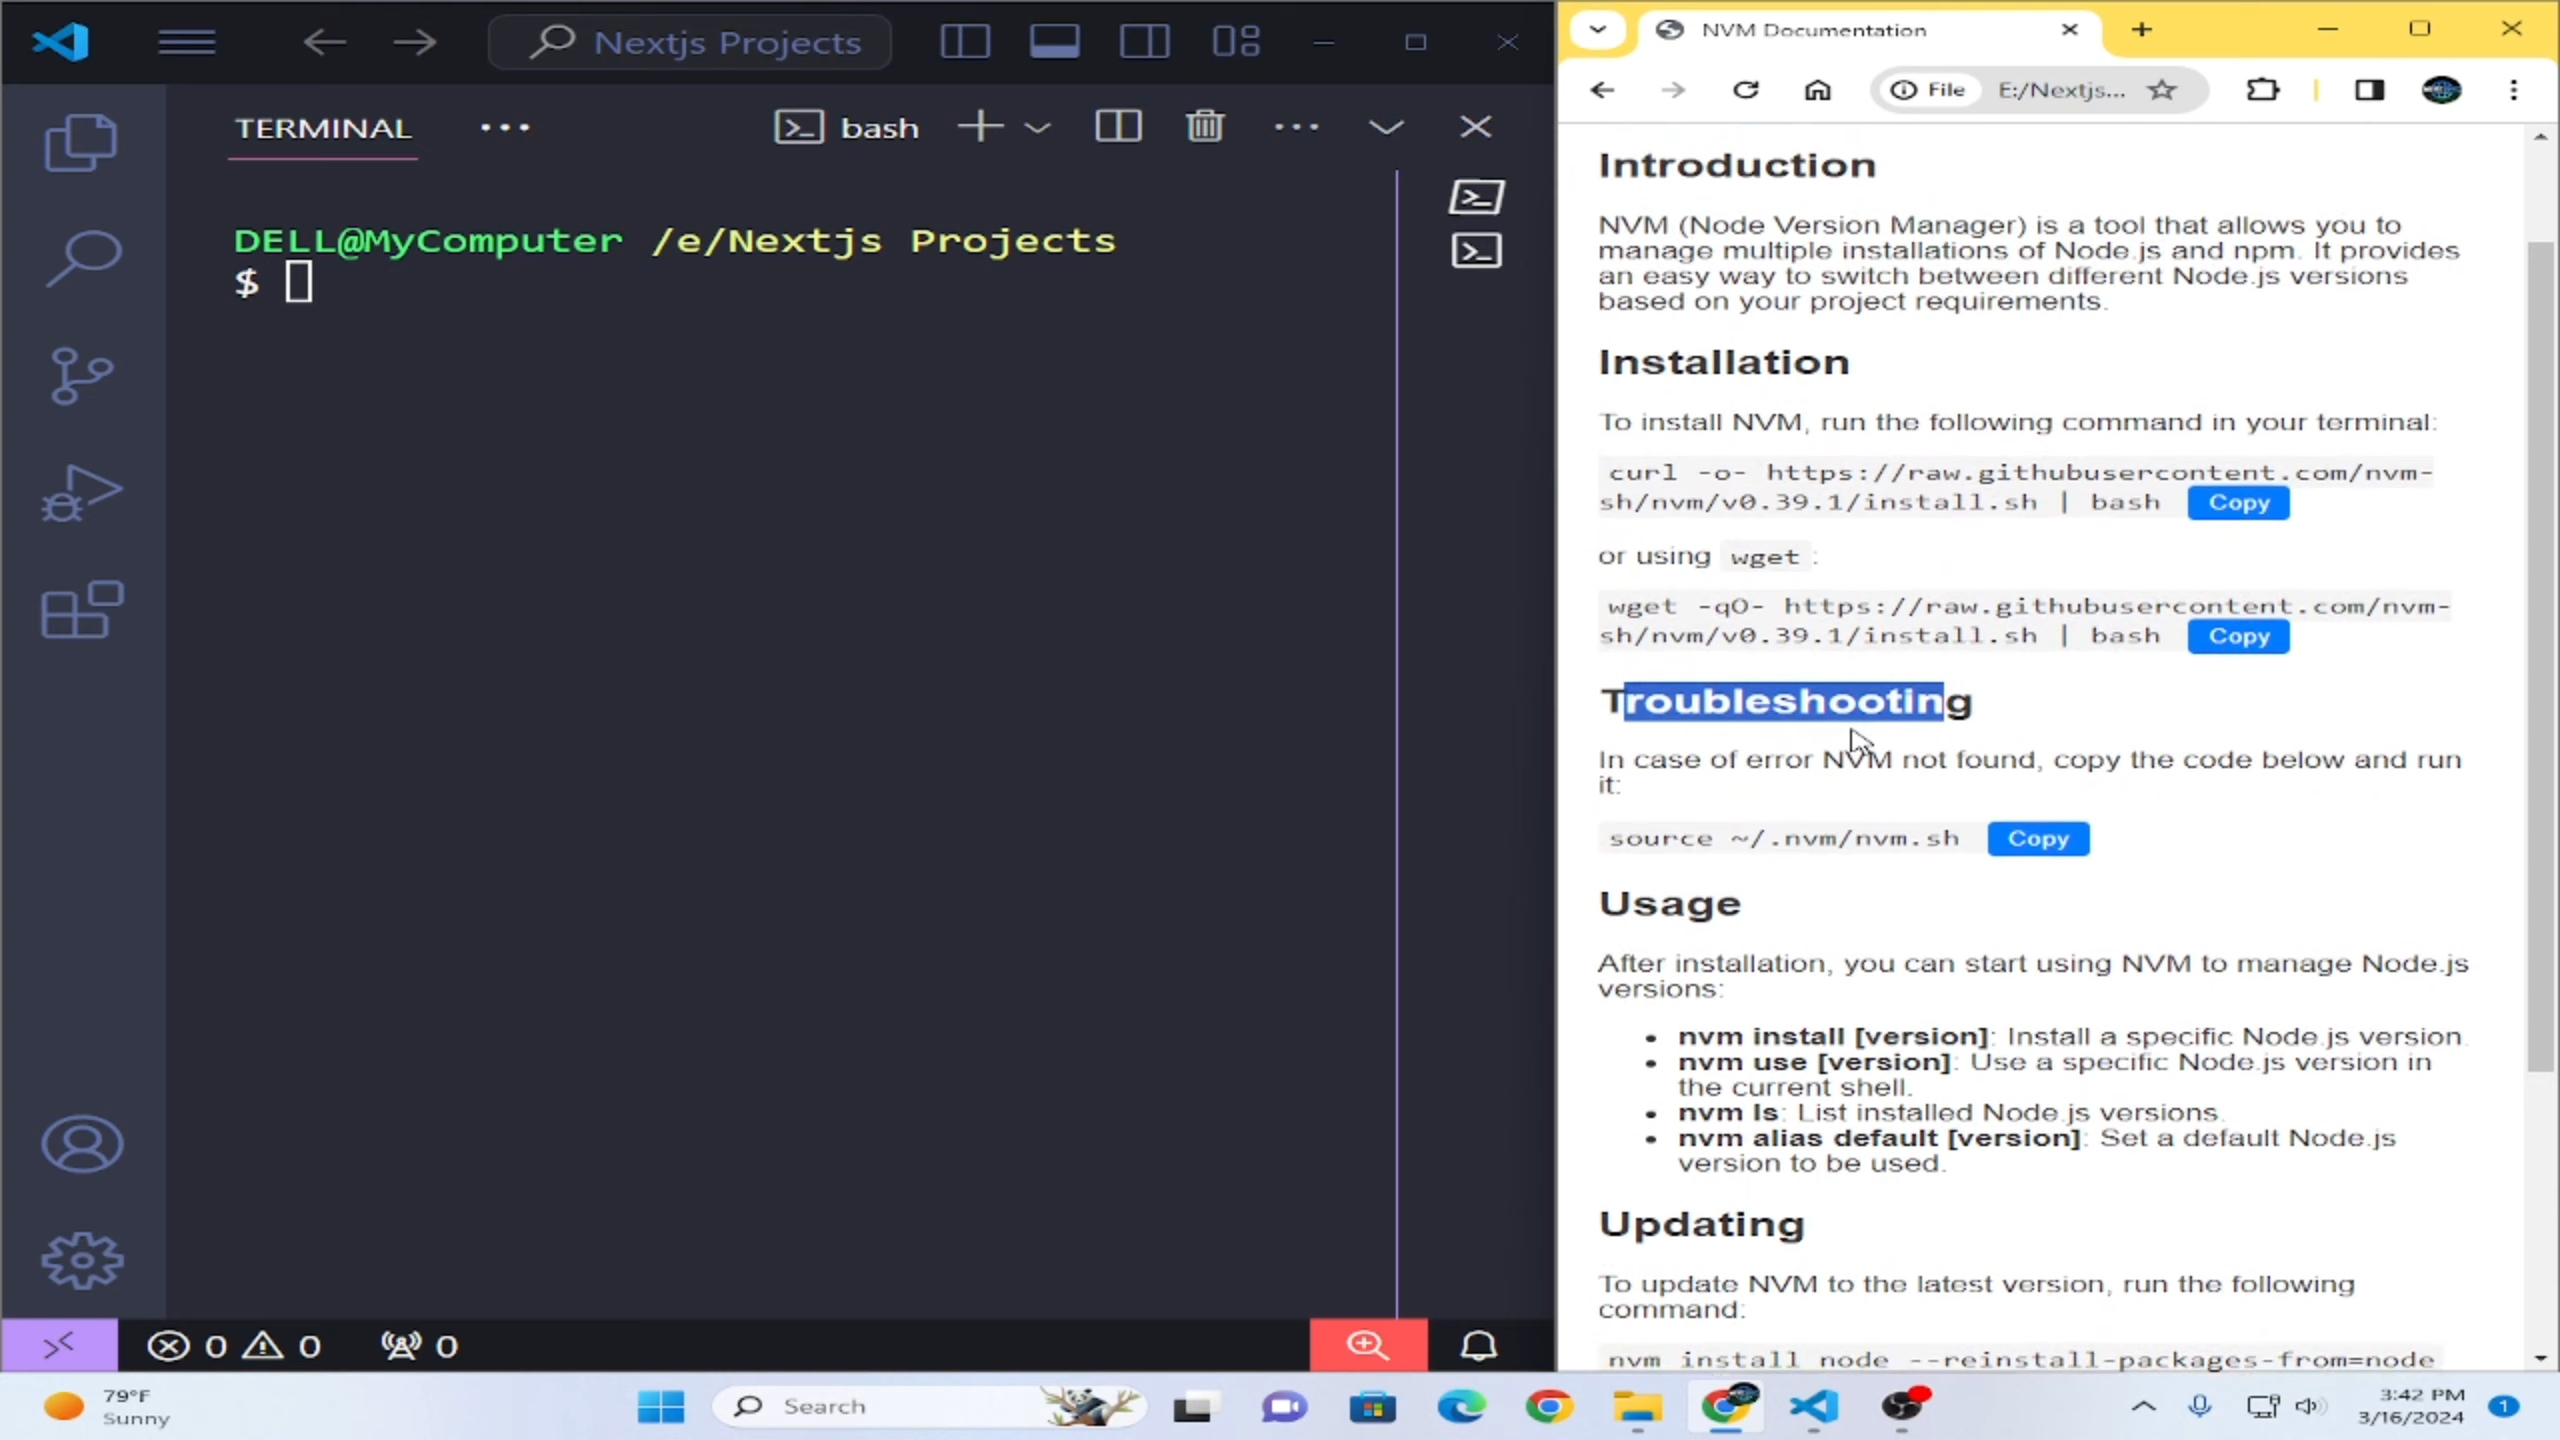 Nextjs Projects
TERMINAL
bash
DELL@MyComputer /e/Nextjs Projects
$
0 0 0
NVM Documentation
File E:/Nextjs...
Introduction
NVM (Node Version Manager) is a tool that allows you to
manage multiple installations of Node.js and npm. It provides
an easy way to switch between different Node.js versions
based on your project requirements.
Installation
To install NVM, run the following command in your terminal:
curl -o- https://raw.githubusercontent.com/nvm-
sh/nvm/v0.39.1/install.sh | bash Copy
or using wget:
wget -qO- https://raw.githubusercontent.com/nvm-
sh/nvm/v0.39.1/install.sh | bash Copy
Troubleshooting
In case of error NVM not found, copy the code below and run
it:
source ~/.nvm/nvm.sh Copy
Usage
After installation, you can start using NVM to manage Node.js
versions:
• nvm install [version]: Install a specific Node.js version.
• nvm use [version]: Use a specific Node.js version in
the current shell.
• nvm ls: List installed Node.js versions.
• nvm alias default [version]: Set a default Node.js
version to be used.
Updating
To update NVM to the latest version, run the following
command:
nvm install node --reinstall-packages-from=node
79°F
Sunny
Search
3:42 PM
3/16/2024
1